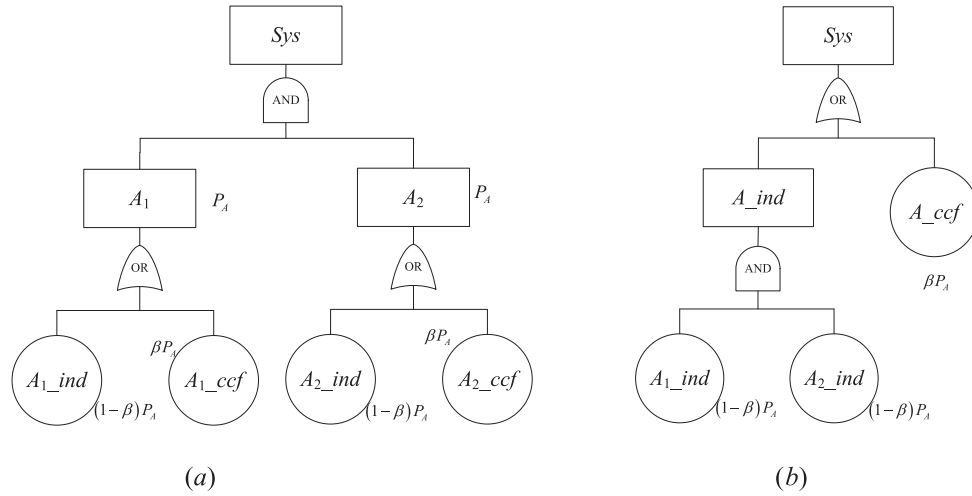 Sys
AND
A₁
P_A
A₂
P_A
OR
OR
βP_A
βP_A
A₁_ind
A₁_ccf
A₂_ind
A₂_ccf
(1−β)P_A
(1−β)P_A
(a)
Sys
OR
A_ind
A_ccf
AND
βP_A
A₁_ind
A₂_ind
(1−β)P_A
(1−β)P_A
(b)